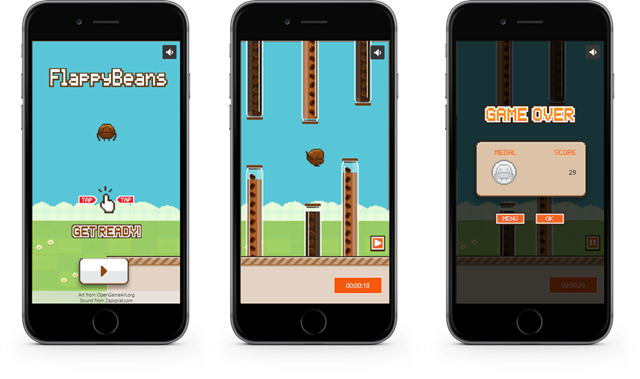 FlappyBeans
TAP TAP
GET READY!
Art from OpenGameArt.org
Sound from Zapsplat.com
00:00:10
GAME OVER
MEDAL SCORE
29
MENU OK
00:00:29